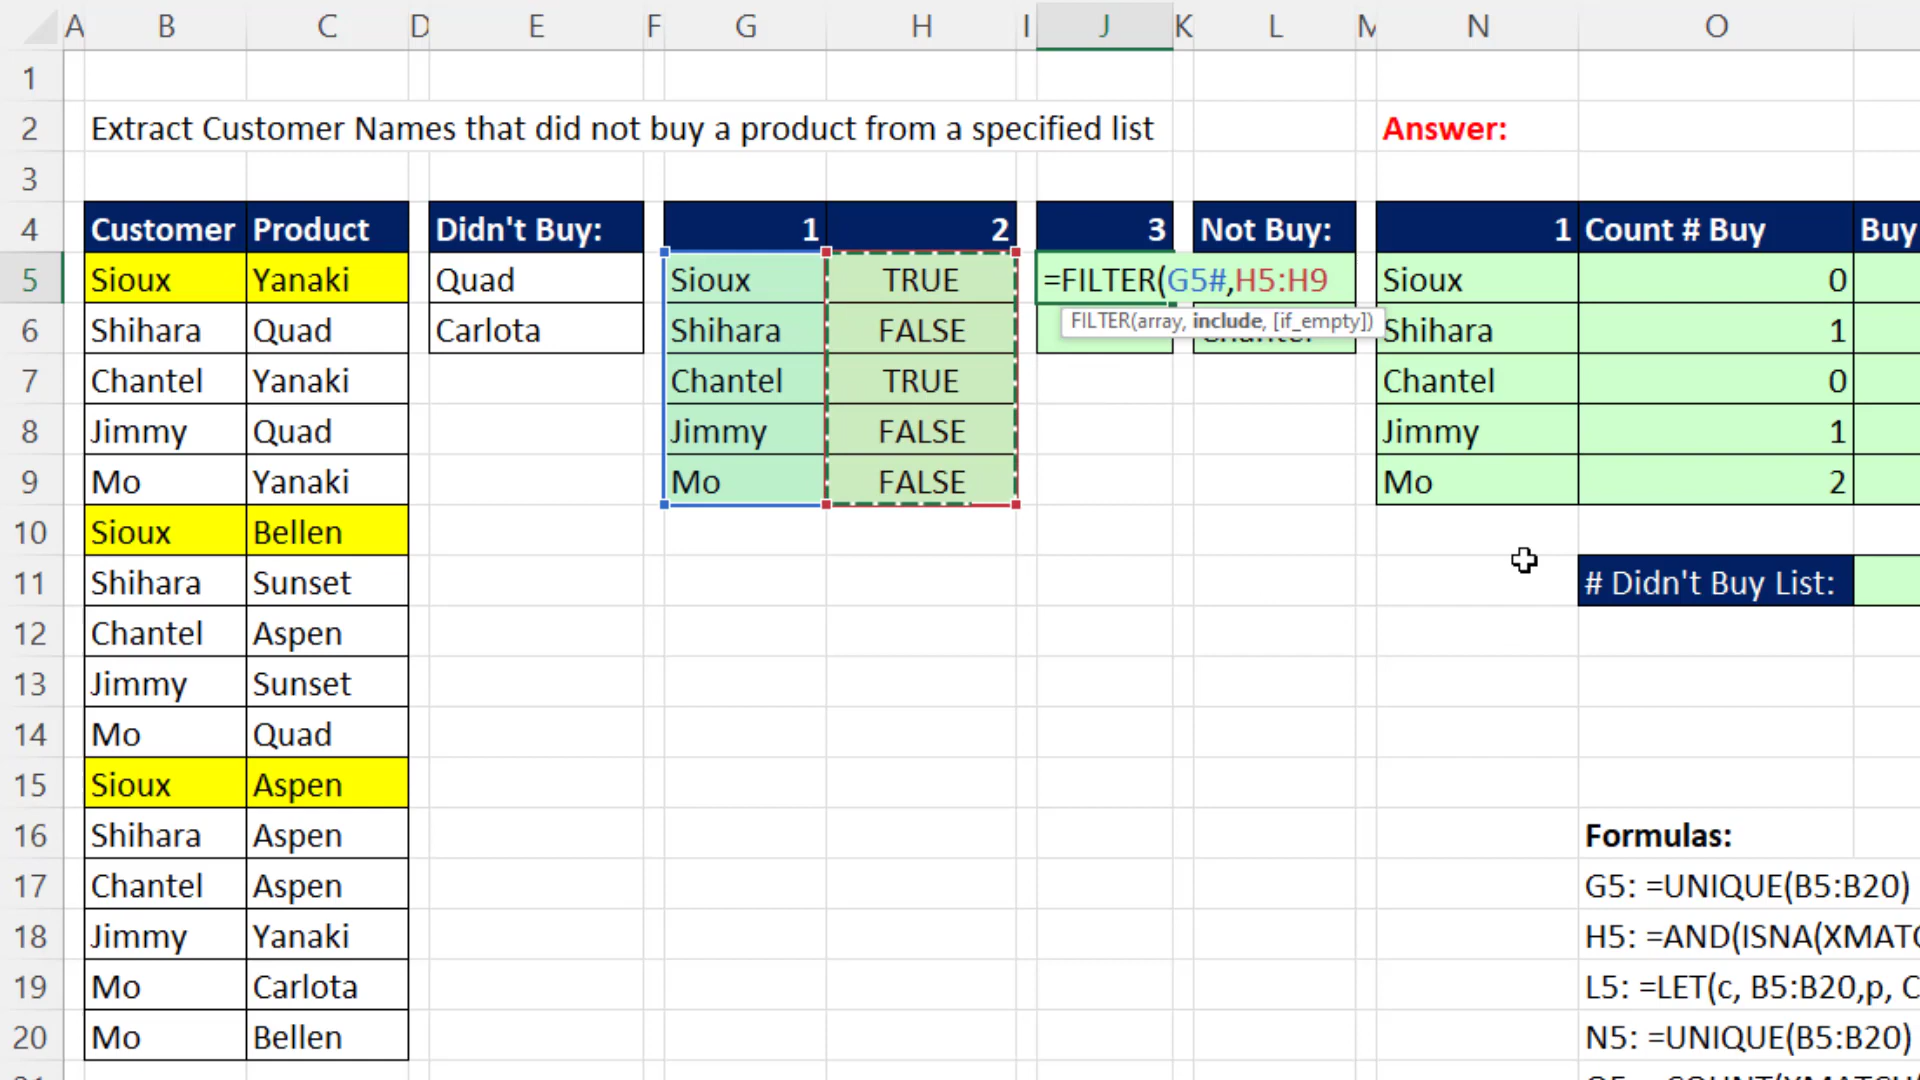 A B C D E F G H I J K L M N O
1
2 Extract Customer Names that did not buy a product from a specified list Answer:
3
4 Customer Product Didn't Buy: 1 2 3 Not Buy: 1 Count # Buy Buy
5 Sioux Yanaki Quad Sioux TRUE =FILTER(G5#,H5:H9 Sioux 0
FILTER(array, include, [if_empty])
6 Shihara Quad Carlota Shihara FALSE Shihara 1
7 Chantel Yanaki Chantel TRUE Chantel 0
8 Jimmy Quad Jimmy FALSE Jimmy 1
9 Mo Yanaki Mo FALSE Mo 2
10 Sioux Bellen
11 Shihara Sunset # Didn't Buy List:
12 Chantel Aspen
13 Jimmy Sunset
14 Mo Quad
15 Sioux Aspen
16 Shihara Aspen Formulas:
17 Chantel Aspen G5: =UNIQUE(B5:B20)
18 Jimmy Yanaki H5: =AND(ISNA(XMATC
19 Mo Carlota L5: =LET(c, B5:B20,p, C
20 Mo Bellen N5: =UNIQUE(B5:B20)